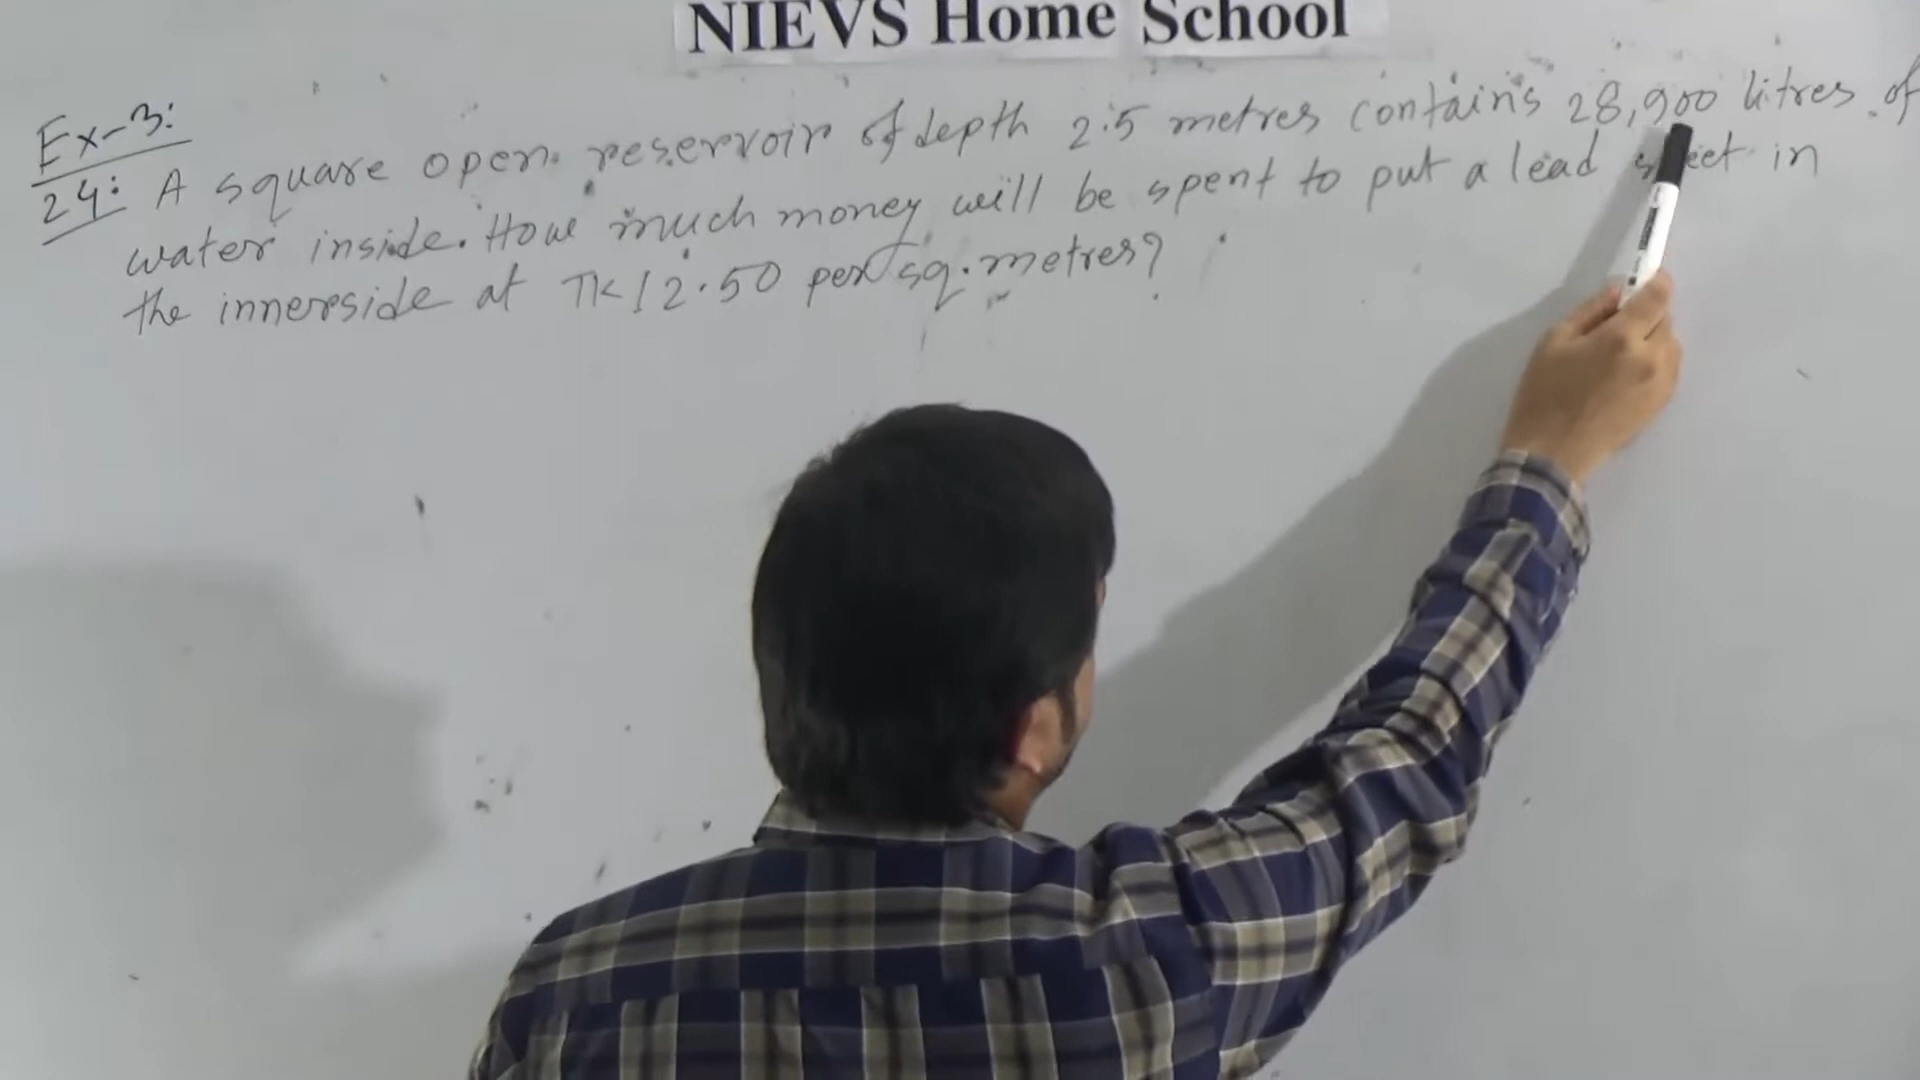 NIEVS Home School
Ex-3:
24: A square open reservoir of depth 2.5 metres contains 28,900 litres of
water inside. How much money will be spent to put a lead sheet in
the innerside at TK 12.50 per sq. metres?